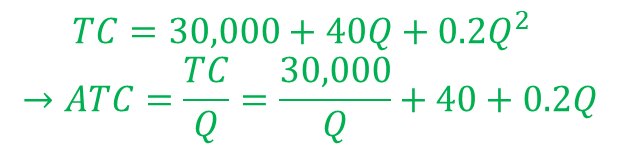 TC = 30,000 + 40Q + 0.2Q²
→ ATC = TC/Q = 30,000/Q + 40 + 0.2Q